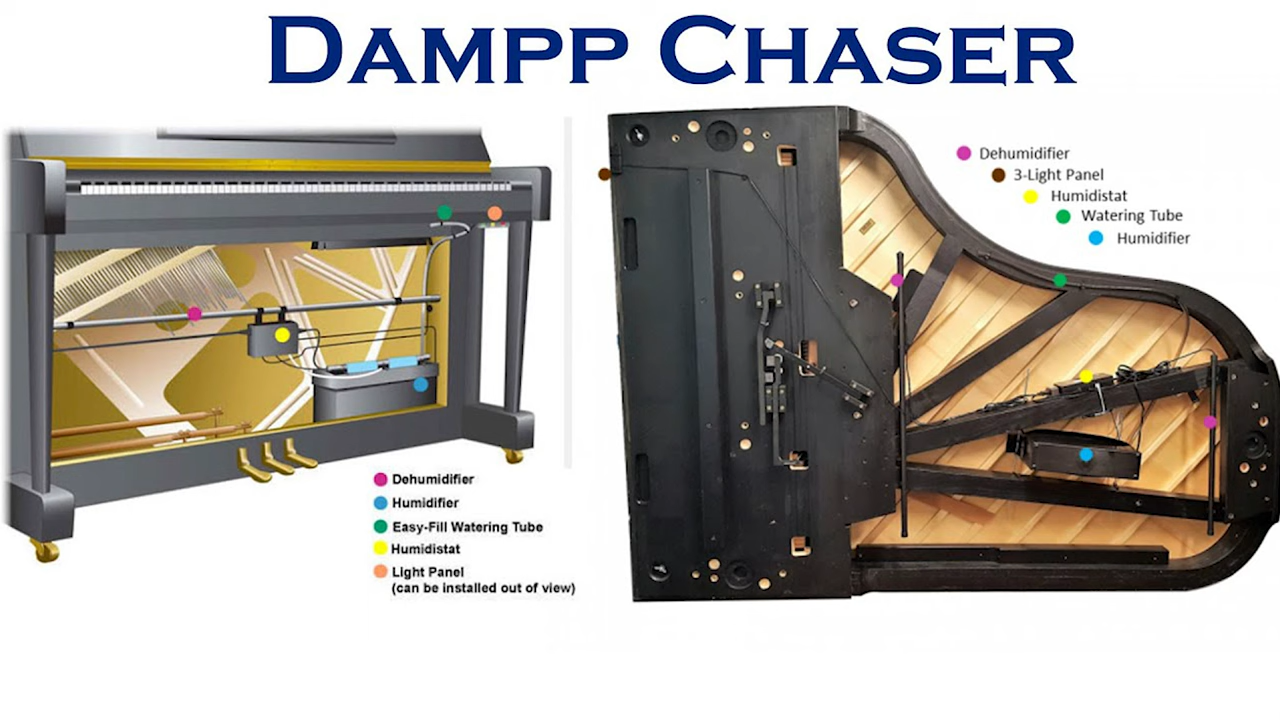 DAMPP CHASER
Dehumidifier
3-Light Panel
Humidistat
Watering Tube
Humidifier
Dehumidifier
Humidifier
Easy-Fill Watering Tube
Humidistat
Light Panel
(can be installed out of view)